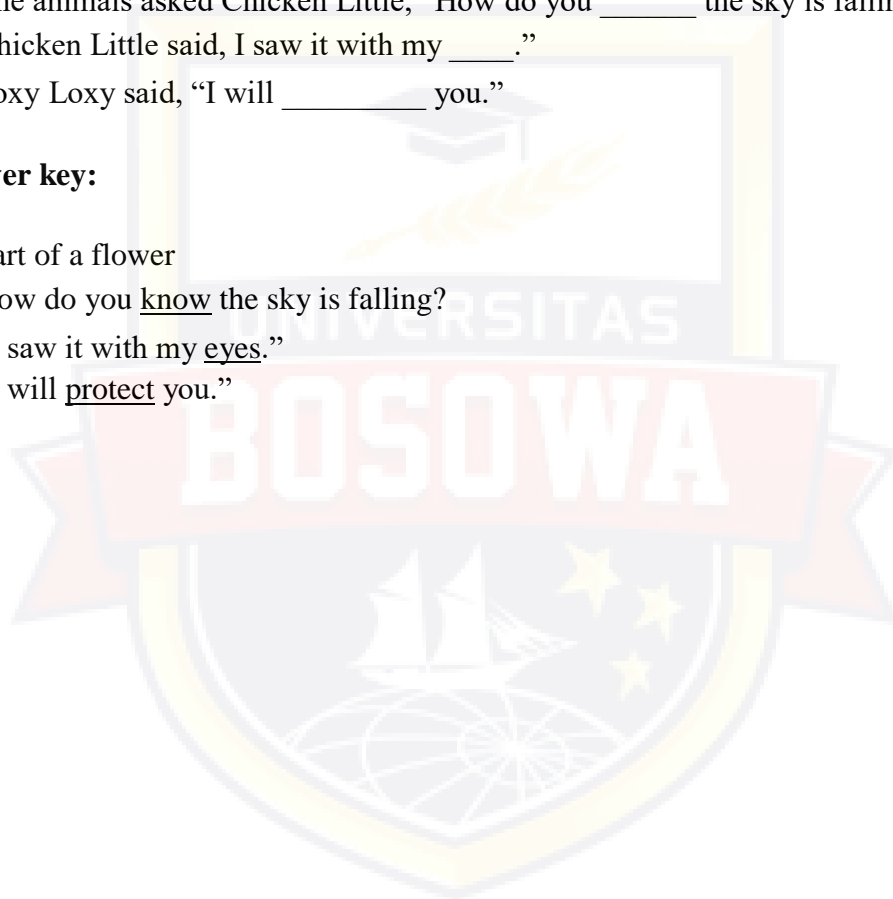 he animals asked Chicken Little, “How do you ______ the sky is fallin
hicken Little said, I saw it with my ____.”
oxy Loxy said, “I will _________ you.”
er key:
art of a flower
ow do you know the sky is falling?
saw it with my eyes.”
will protect you.”
UNIVERSITAS
BOSOWA